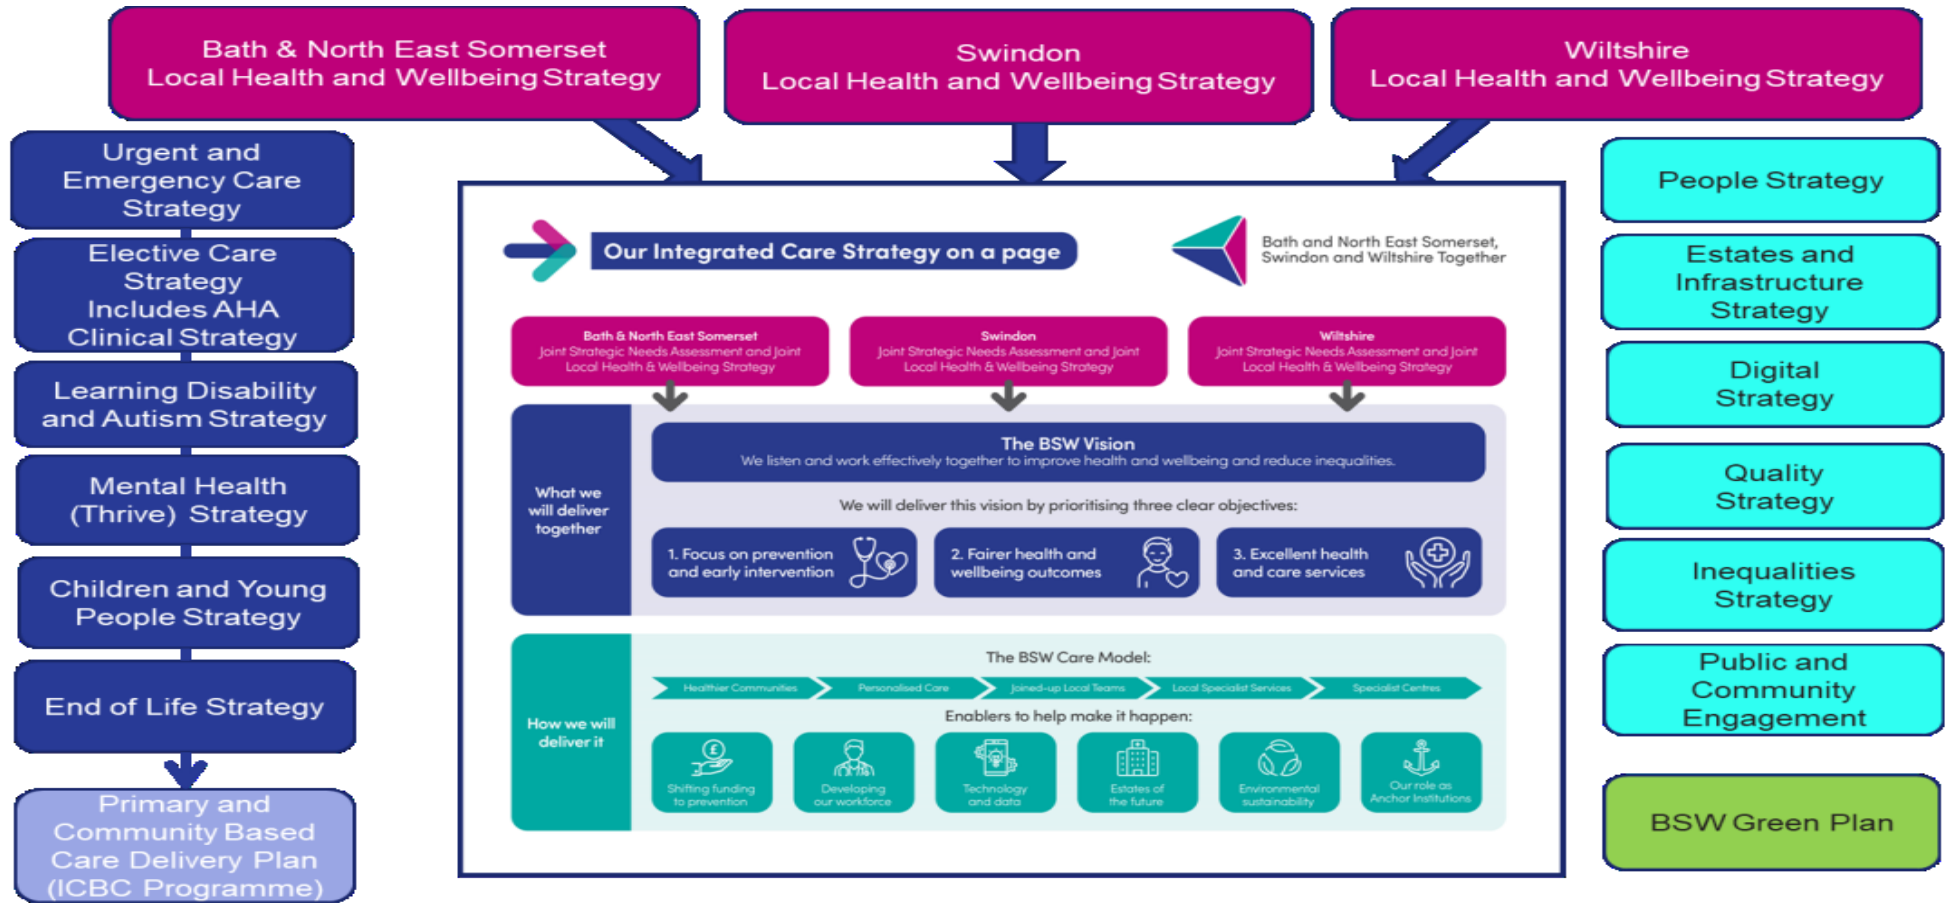 Bath & North East Somerset
Local Health and Wellbeing Strategy
Swindon
Local Health and Wellbeing Strategy
Wiltshire
Local Health and Wellbeing Strategy
Urgent and
Emergency Care
Strategy
Elective Care
Strategy
Includes AHA
Clinical Strategy
Learning Disability
and Autism Strategy
Mental Health
(Thrive) Strategy
Children and Young
People Strategy
End of Life Strategy
Primary and
Community Based
Care Delivery Plan
(ICBC Programme)
Our Integrated Care Strategy on a page
Bath and North East Somerset,
Swindon and Wiltshire Together
Bath & North East Somerset
Joint Strategic Needs Assessment and Joint
Local Health & Wellbeing Strategy
Swindon
Joint Strategic Needs Assessment and Joint
Local Health & Wellbeing Strategy
Wiltshire
Joint Strategic Needs Assessment and Joint
Local Health & Wellbeing Strategy
What we
will deliver
together
The BSW Vision
We listen and work effectively together to improve health and wellbeing and reduce inequalities.
We will deliver this vision by prioritising three clear objectives:
1. Focus on prevention
and early intervention
2. Fairer health and
wellbeing outcomes
3. Excellent health
and care services
How we will
deliver it
The BSW Care Model:
Healthier Communities
Personalised Care
Joined-up Local Teams
Local Specialist Services
Specialist Centres
Enablers to help make it happen:
£
Shifting funding
to prevention
Developing
our workforce
Technology
and data
Estates of
the future
Environmental
sustainability
Our role as
Anchor Institutions
People Strategy
Estates and
Infrastructure
Strategy
Digital
Strategy
Quality
Strategy
Inequalities
Strategy
Public and
Community
Engagement
BSW Green Plan